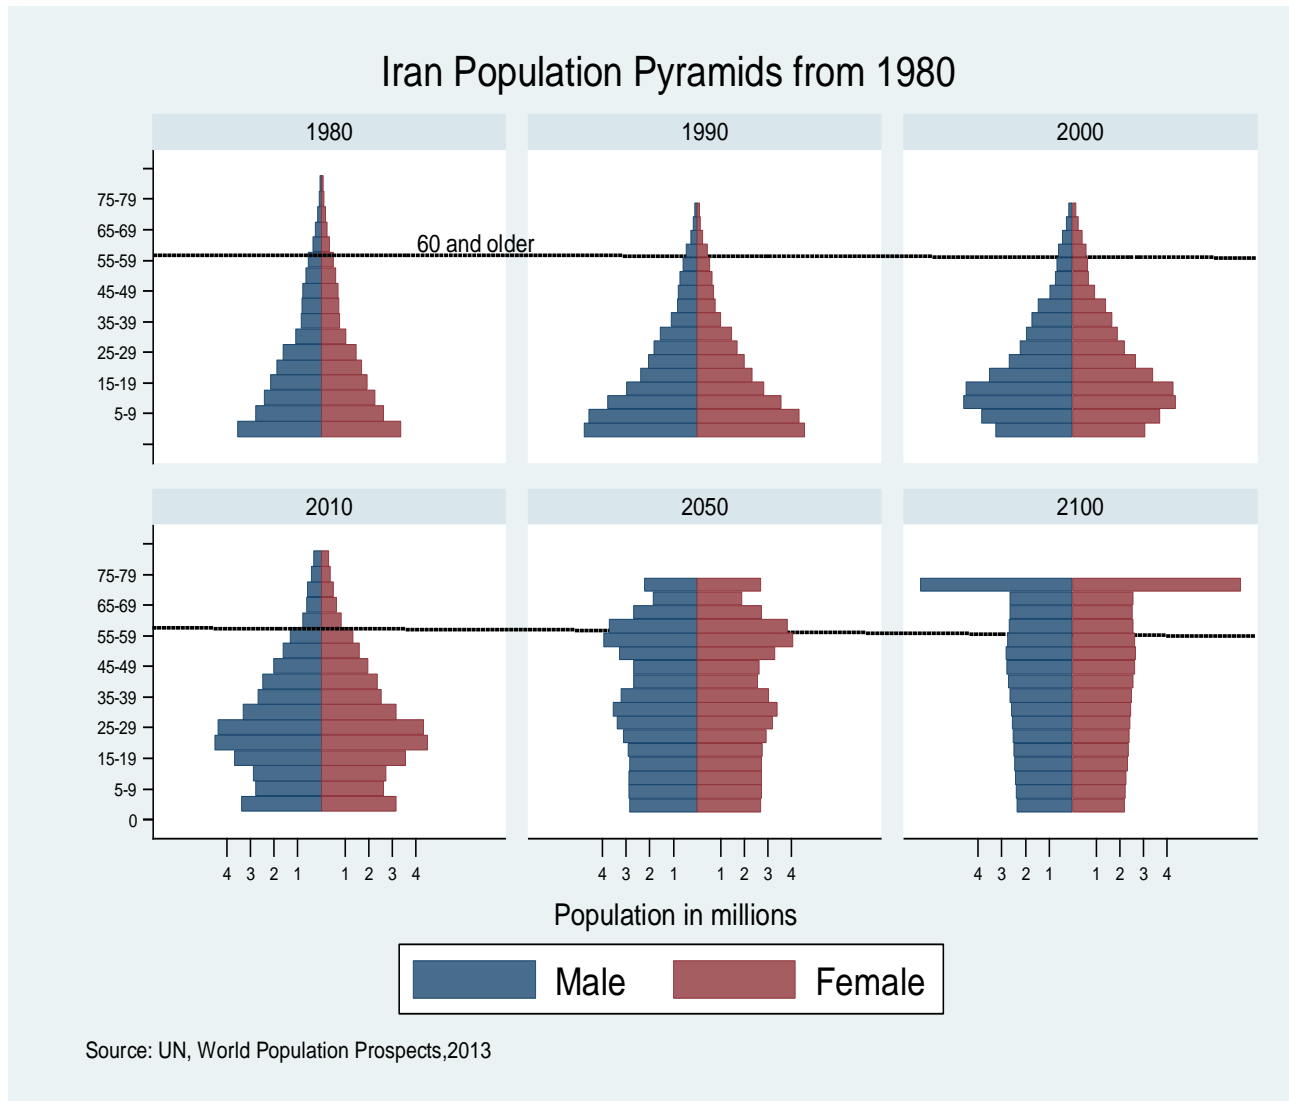 Iran Population Pyramids from 1980
1980
1990
2000
75-79
65-69
60 and older
55-59
45-49
35-39
25-29
15-19
5-9
2010
2050
2100
75-79
65-69
55-59
45-49
35-39
25-29
15-19
5-9
0
4 3 2 1 1 2 3 4
4 3 2 1 1 2 3 4
4 3 2 1 1 2 3 4
Population in millions
Male
Female
Source: UN, World Population Prospects,2013